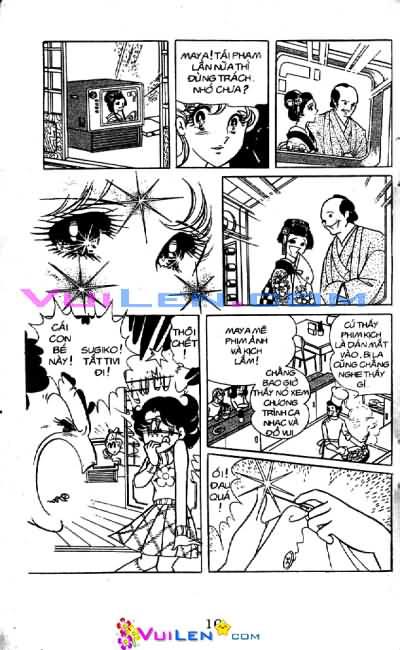 MAYA! TÁI PHẠM
LẦN NỮA THÌ
ĐỪNG TRÁCH.
NHỚ CHƯA?
VUILEN.COM
CÁI
CON
BÉ
NÀY!
SUGIKO!
TẮT TIVI
ĐI!
THÔI
CHẾT!
MAYA MÊ
PHIM ẢNH
VÀ KỊCH
LẮM!
CHẲNG
BAO GIỜ
THẤY NÓ XEM
CHƯƠNG
TRÌNH CA
NHẠC VÀ
ĐỐ VUI.
CỨ THẤY
PHIM KỊCH
LÀ DÁN MẮT
VÀO, BỊ LA
CŨNG CHẲNG
NGHE THẤY
GÌ.
ỐI!
ĐAU
QUÁ!
VUILEN.COM